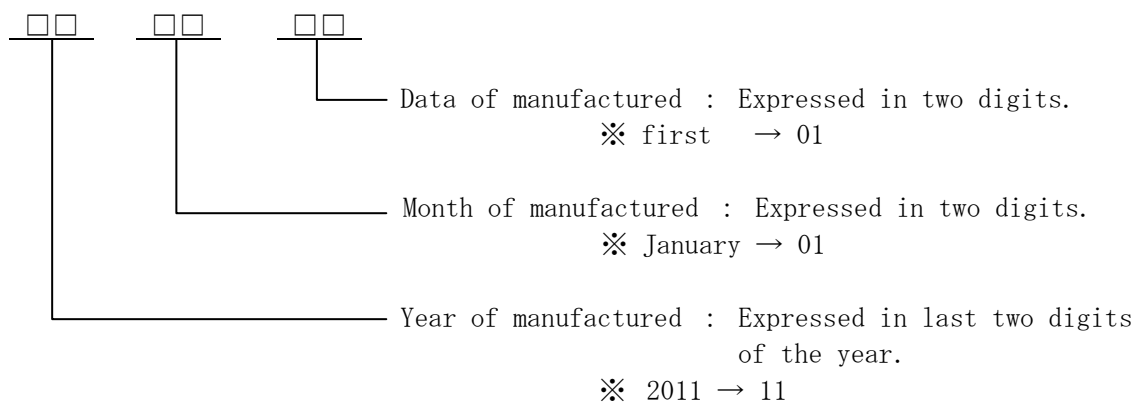 □□ □□ □□
Data of manufactured : Expressed in two digits.
※ first → 01
Month of manufactured : Expressed in two digits.
※ January → 01
Year of manufactured : Expressed in last two digits
of the year.
※ 2011 → 11